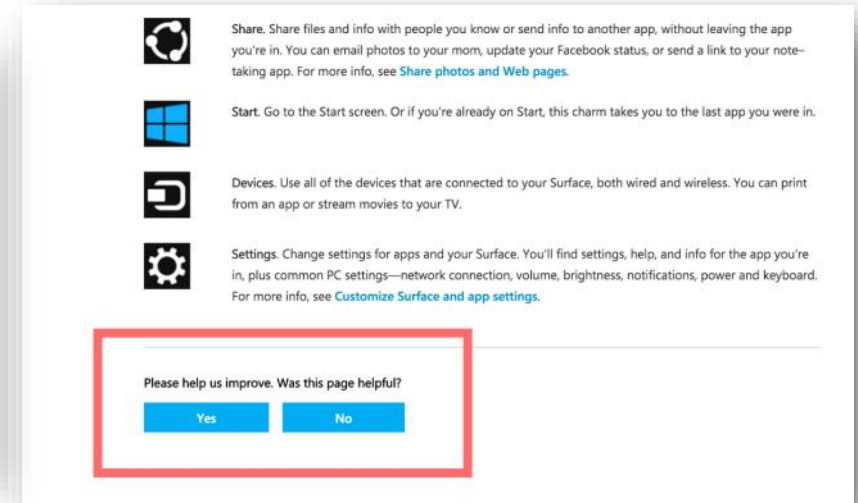 Share. Share files and info with people you know or send info to another app, without leaving the app
you're in. You can email photos to your mom, update your Facebook status, or send a link to your note–
taking app. For more info, see Share photos and Web pages.
Start. Go to the Start screen. Or if you're already on Start, this charm takes you to the last app you were in.
Devices. Use all of the devices that are connected to your Surface, both wired and wireless. You can print
from an app or stream movies to your TV.
Settings. Change settings for apps and your Surface. You'll find settings, help, and info for the app you're
in, plus common PC settings—network connection, volume, brightness, notifications, power and keyboard.
For more info, see Customize Surface and app settings.
Please help us improve. Was this page helpful?
Yes No